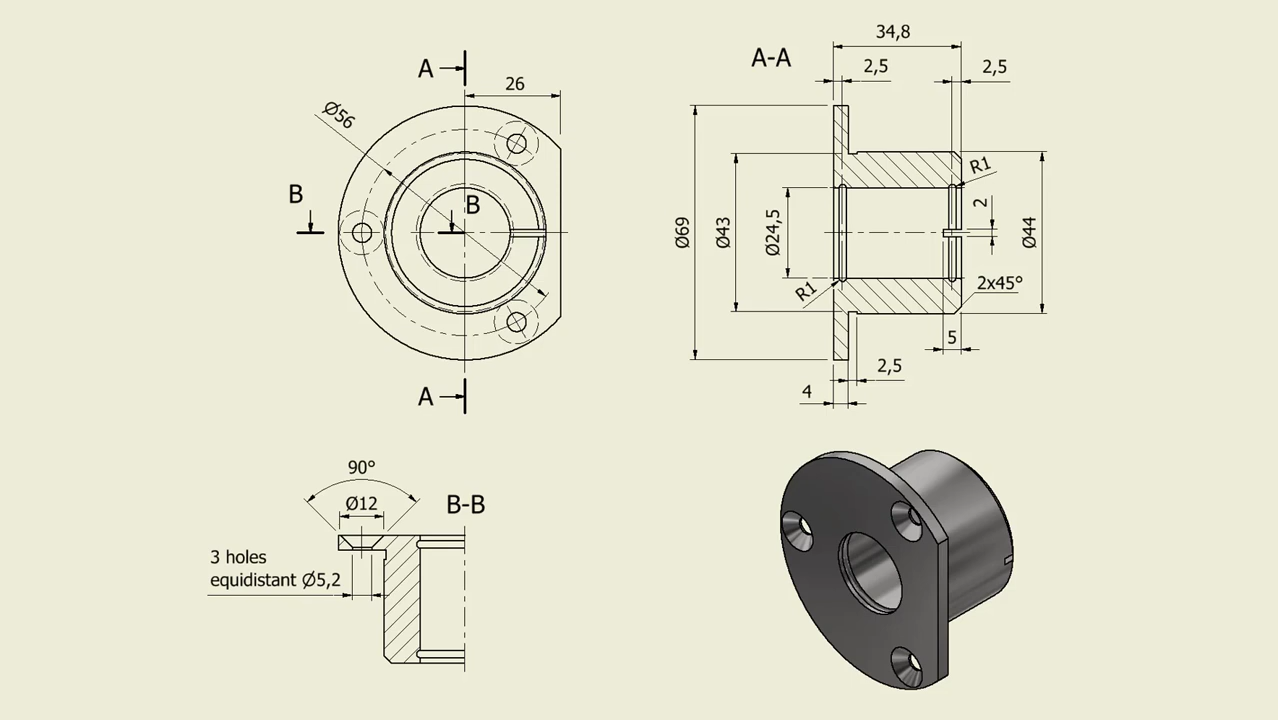 A
26
Ø56
B
B
A
A-A
34,8
2,5
2,5
R1
2
Ø69
Ø43
Ø24,5
Ø44
R1
2x45°
5
2,5
4
90°
Ø12
B-B
3 holes
equidistant Ø5,2